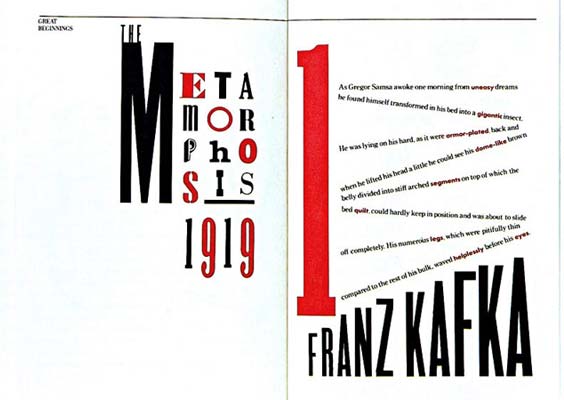 GREAT
BEGINNINGS
THE
METAMORPHOSIS
1919
1
As Gregor Samsa awoke one morning from uneasy dreams
he found himself transformed in his bed into a gigantic insect.
He was lying on his hard, as it were armor-plated, back and
when he lifted his head a little he could see his dome-like brown
belly divided into stiff arched segments on top of which the
bed quilt, could hardly keep in position and was about to slide
off completely. His numerous legs, which were pitifully thin
compared to the rest of his bulk, waved helplessly before his eyes.
FRANZ KAFKA